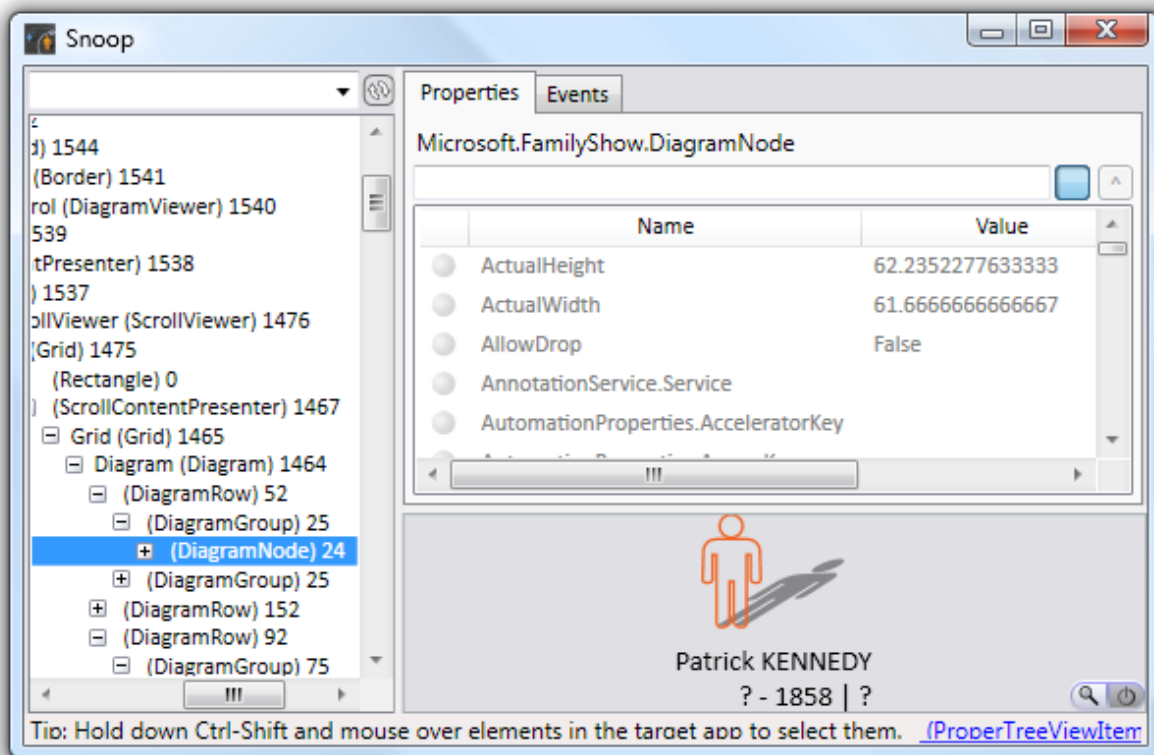 Snoop
d) 1544
(Border) 1541
rol (DiagramViewer) 1540
539
tPresenter) 1538
) 1537
ollViewer (ScrollViewer) 1476
(Grid) 1475
(Rectangle) 0
(ScrollContentPresenter) 1467
Grid (Grid) 1465
Diagram (Diagram) 1464
(DiagramRow) 52
(DiagramGroup) 25
(DiagramNode) 24
(DiagramGroup) 25
(DiagramRow) 152
(DiagramRow) 92
(DiagramGroup) 75
Properties Events
Microsoft.FamilyShow.DiagramNode
Name Value
ActualHeight 62.2352277633333
ActualWidth 61.6666666666667
AllowDrop False
AnnotationService.Service
AutomationProperties.AcceleratorKey
Patrick KENNEDY
? - 1858 | ?
Tip: Hold down Ctrl-Shift and mouse over elements in the target app to select them. (ProperTreeViewItem